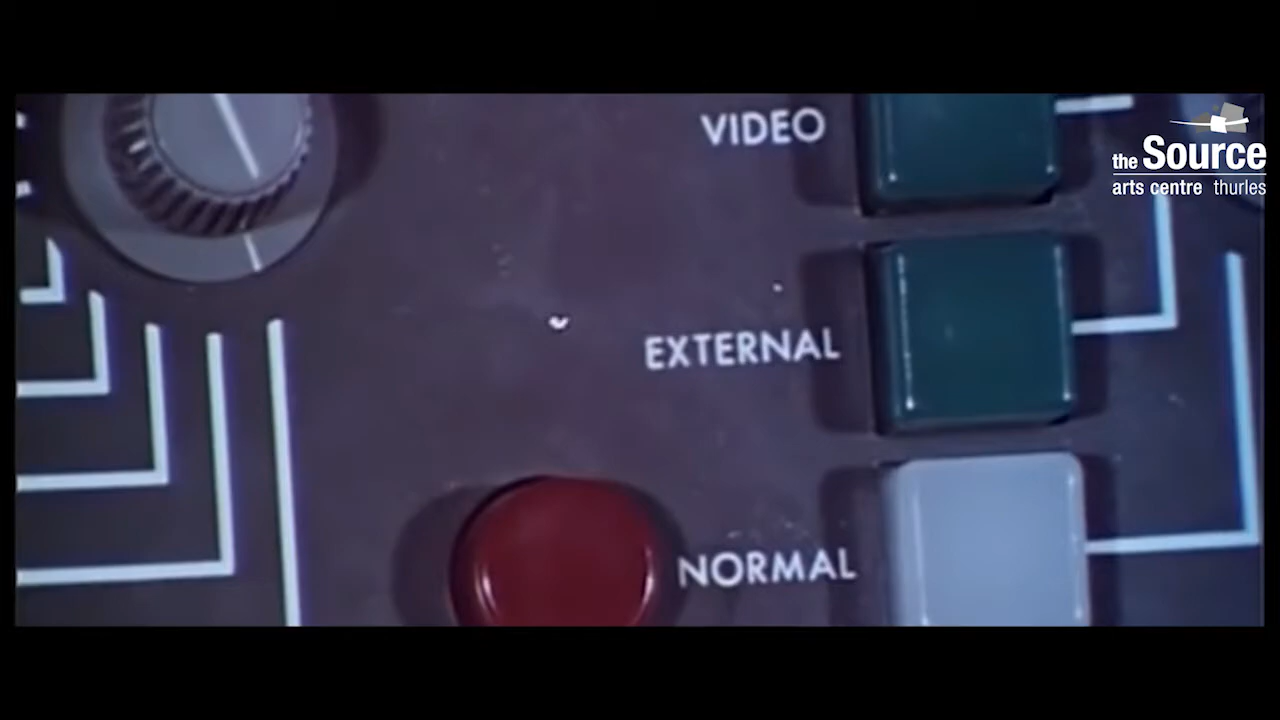 VIDEO
the Source
arts centre thurles
EXTERNAL
NORMAL